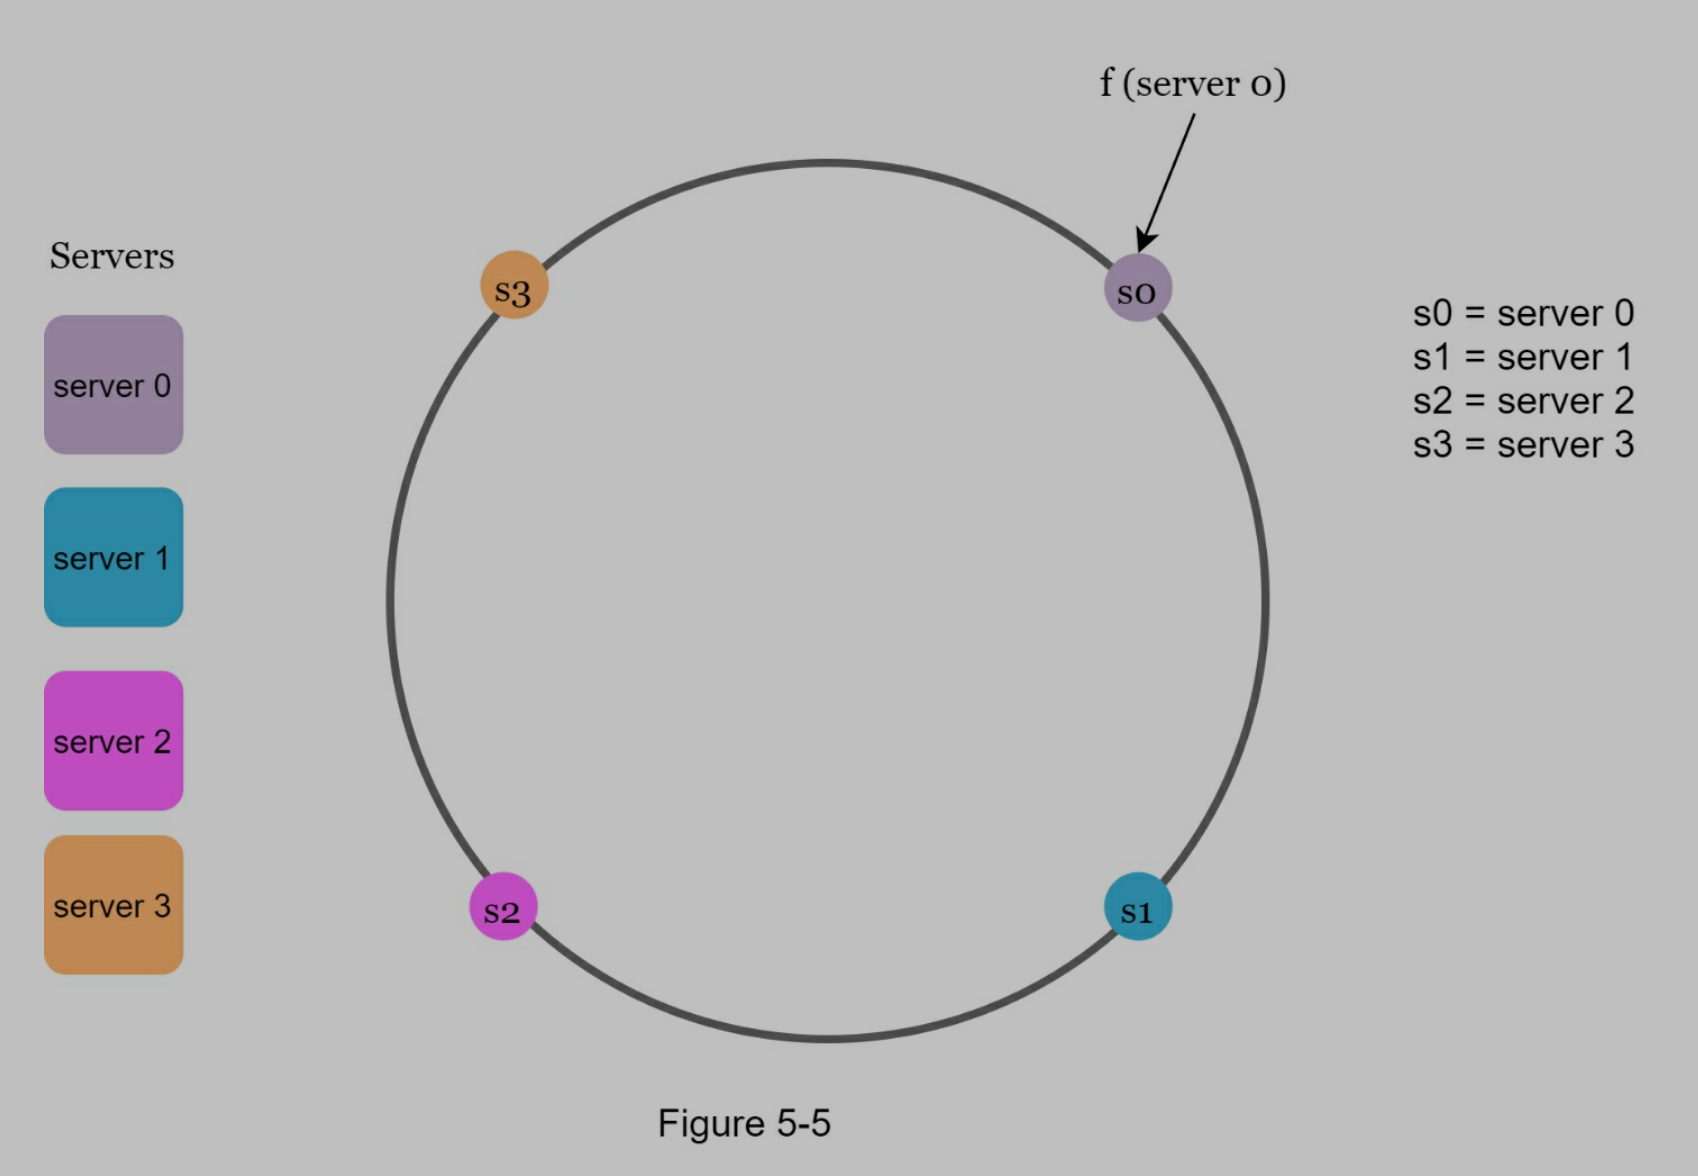 f (server 0)
Servers
s3
s0
server 0
s0 = server 0
s1 = server 1
s2 = server 2
s3 = server 3
server 1
server 2
server 3
s2
s1
Figure 5-5